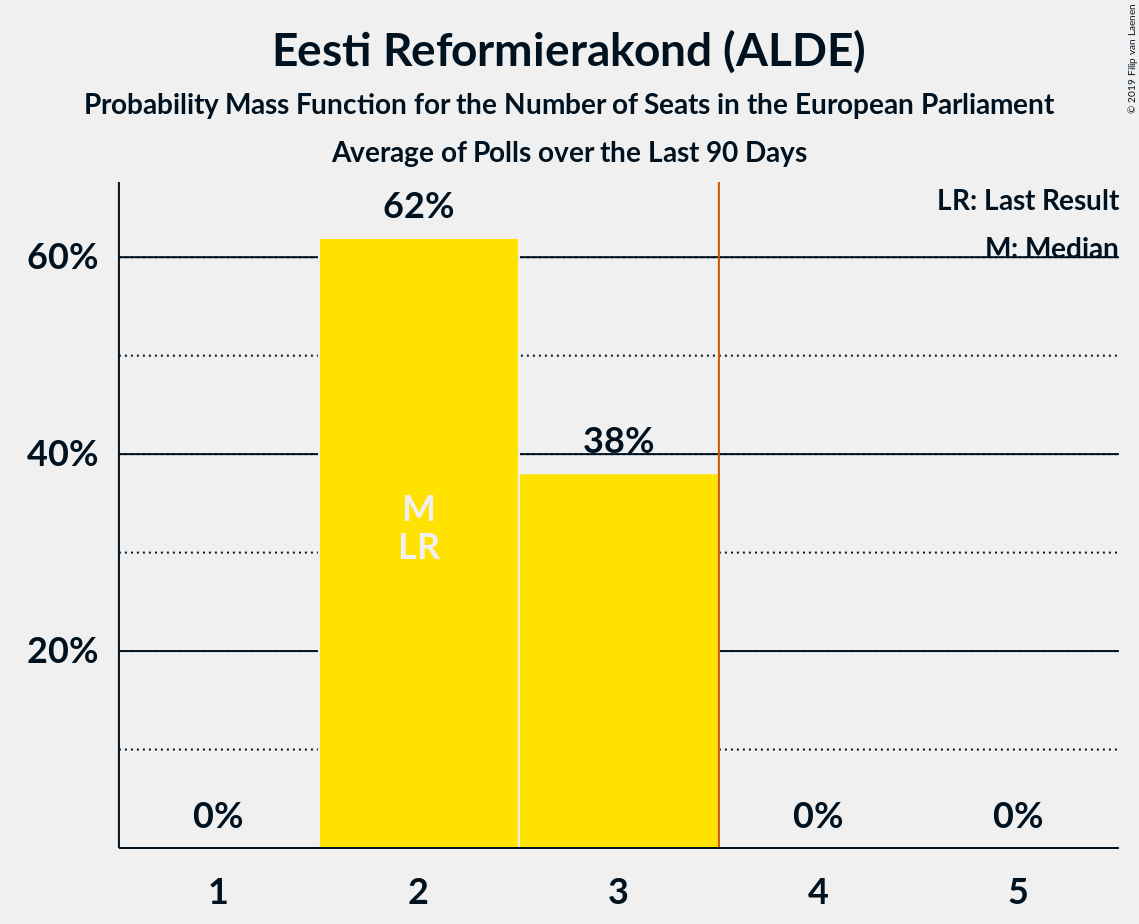 Eesti Reformierakond (ALDE)
Probability Mass Function for the Number of Seats in the European Parliament
Average of Polls over the Last 90 Days
© 2019 Filip van Laenen
LR: Last Result
M: Median
62%
60%
38%
40%
M
LR
20%
0%
0%
0%
1
2
3
4
5